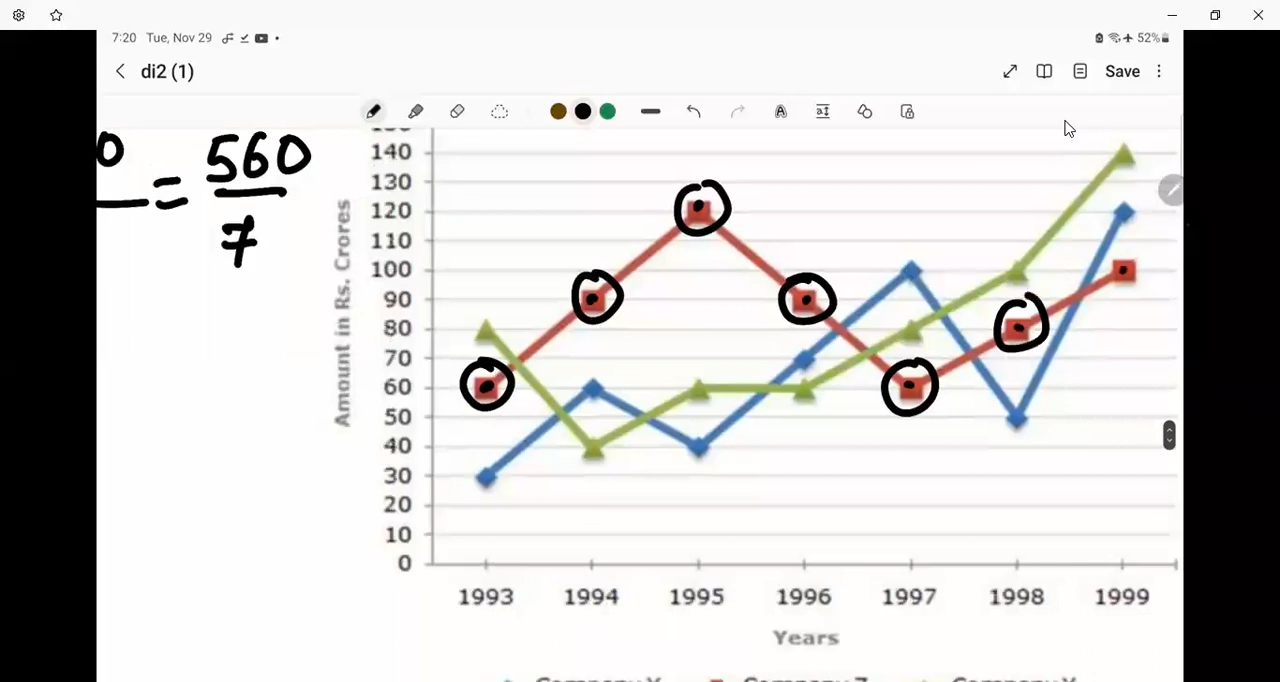 7:20 Tue, Nov 29
52%
di2 (1)
Save
0 = 560
7
140
130
120
110
100
90
80
70
60
50
40
30
20
10
0
Amount in Rs. Crores
1993 1994 1995 1996 1997 1998 1999
Years